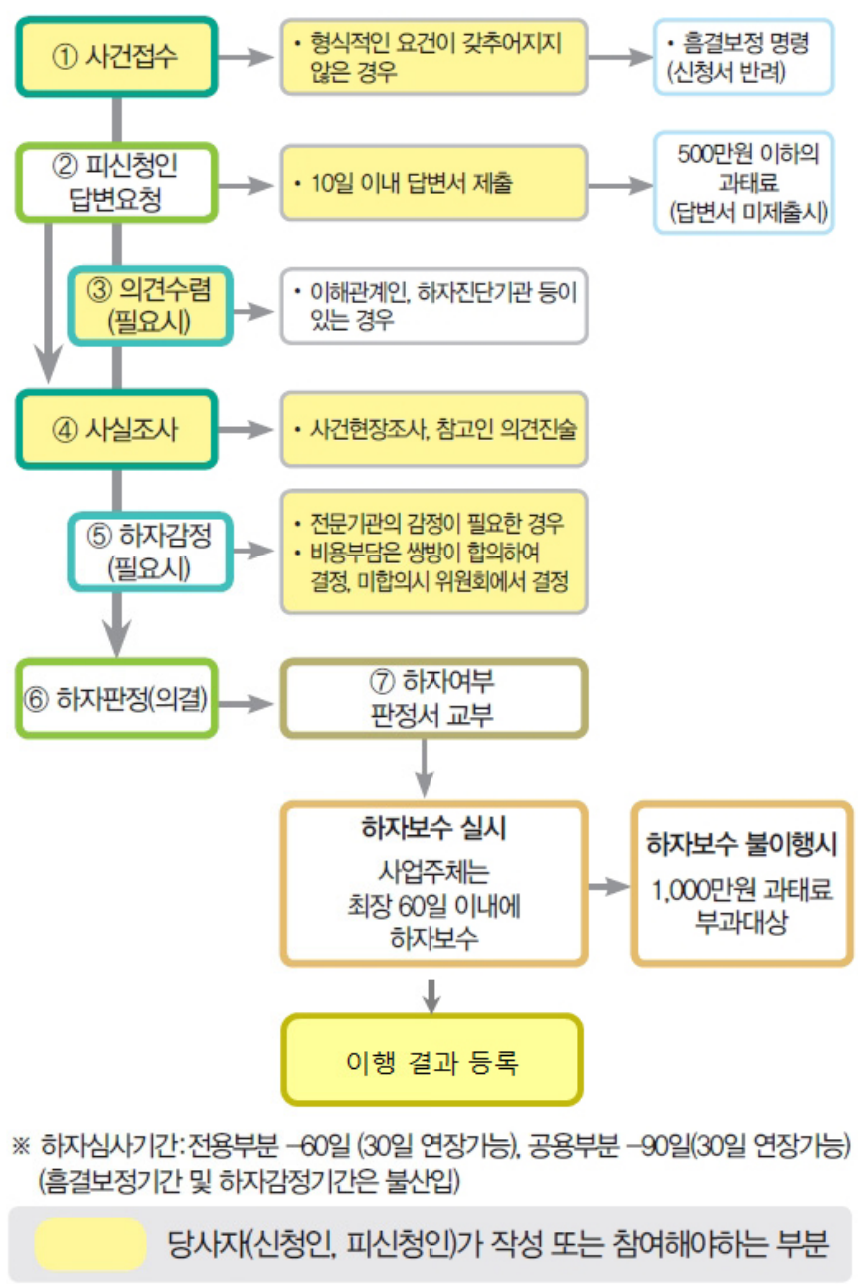 ① 사건접수
• 형식적인 요건이 갖추어지지
않은 경우
• 흠결보정 명령
(신청서 반려)
② 피신청인
답변요청
• 10일 이내 답변서 제출
500만원 이하의
과태료
(답변서 미제출시)
③ 의견수렴
(필요시)
• 이해관계인, 하자진단기관 등이
있는 경우
④ 사실조사
• 사건현장조사, 참고인 의견진술
⑤ 하자감정
(필요시)
• 전문기관의 감정이 필요한 경우
• 비용부담은 쌍방이 합의하여
결정, 미합의시 위원회에서 결정
⑥ 하자판정(의결)
⑦ 하자여부
판정서 교부
하자보수 실시
사업주체는
최장 60일 이내에
하자보수
하자보수 불이행시
1,000만원 과태료
부과대상
이행 결과 등록
※ 하자심사기간:전용부분 –60일 (30일 연장가능), 공용부분 –90일(30일 연장가능)
(흠결보정기간 및 하자감정기간은 불산입)
당사자(신청인, 피신청인)가 작성 또는 참여해야하는 부분